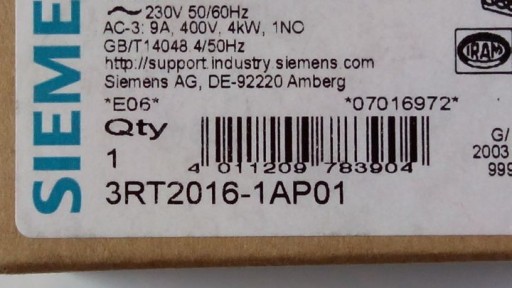 SIEME
~230V 50/60Hz
AC-3: 9A, 400V, 4kW, 1NO
GB/T14048.4/50Hz
http://support.industry.siemens.com
Siemens AG, DE-92220 Amberg
*E06* *07016972*
IRAM
Qty
1
4 011209 783904
3RT2016-1AP01
G/
2003
999